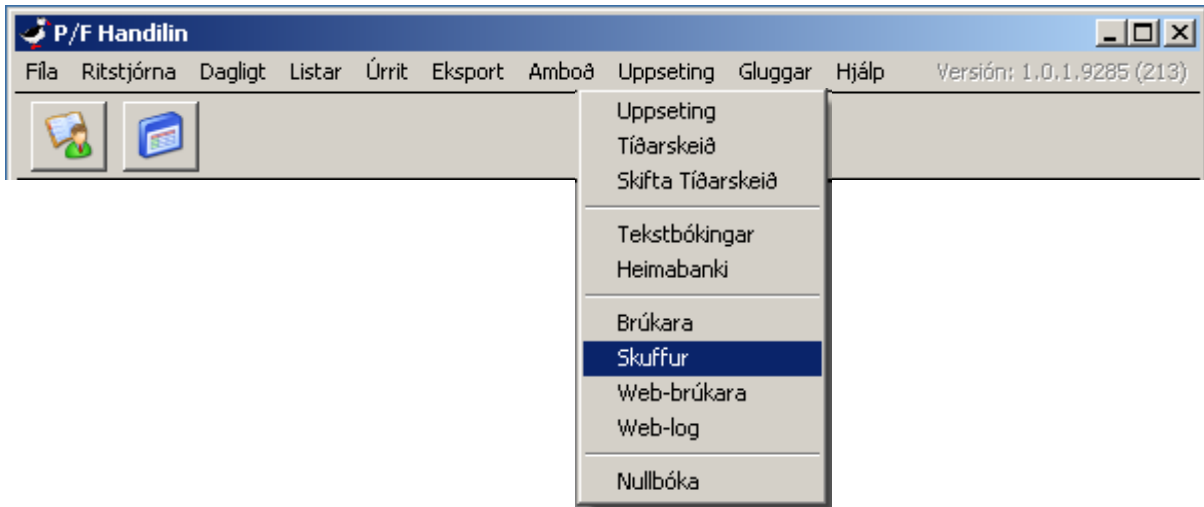 P/F Handilin
Fíla Ritstjórna Dagligt Listar Úrrit Eksport Amboð Uppseting Gluggar Hjálp Versión: 1.0.1.9285 (213)
Uppseting
Tíðarskeið
Skifta Tíðarskeið
Tekstbókingar
Heimabanki
Brúkara
Skuffur
Web-brúkara
Web-log
Nullbóka